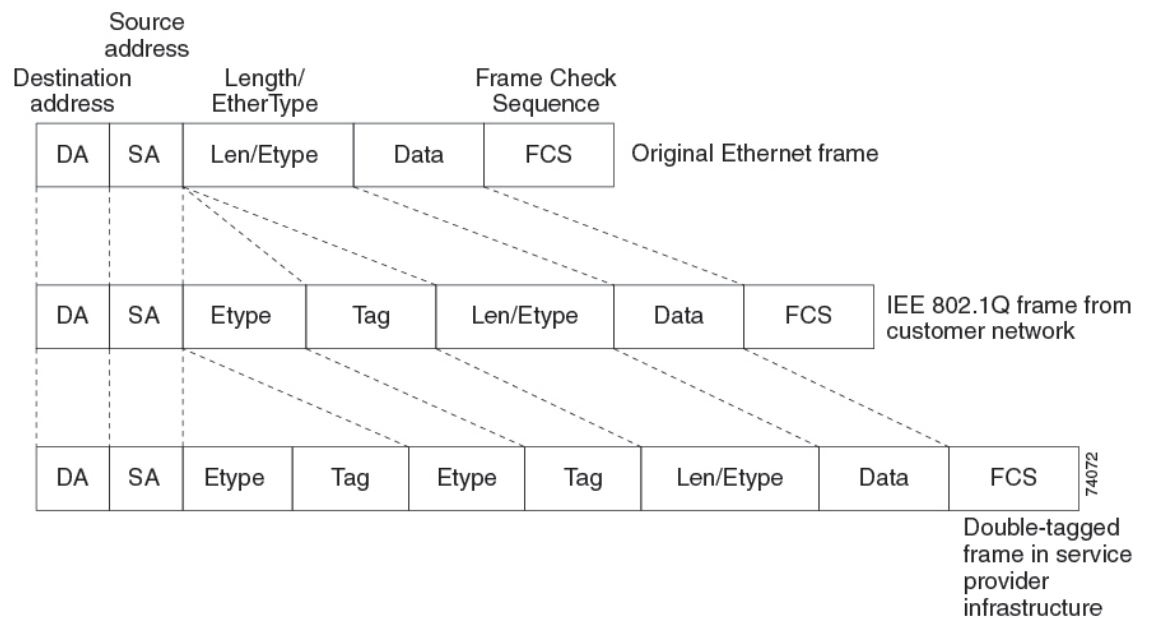 Source
address
Destination
address
Length/
EtherType
Frame Check
Sequence
DA SA Len/Etype Data FCS Original Ethernet frame
DA SA Etype Tag Len/Etype Data FCS
IEE 802.1Q frame from
customer network
DA SA Etype Tag Etype Tag Len/Etype Data FCS
74072
Double-tagged
frame in service
provider
infrastructure